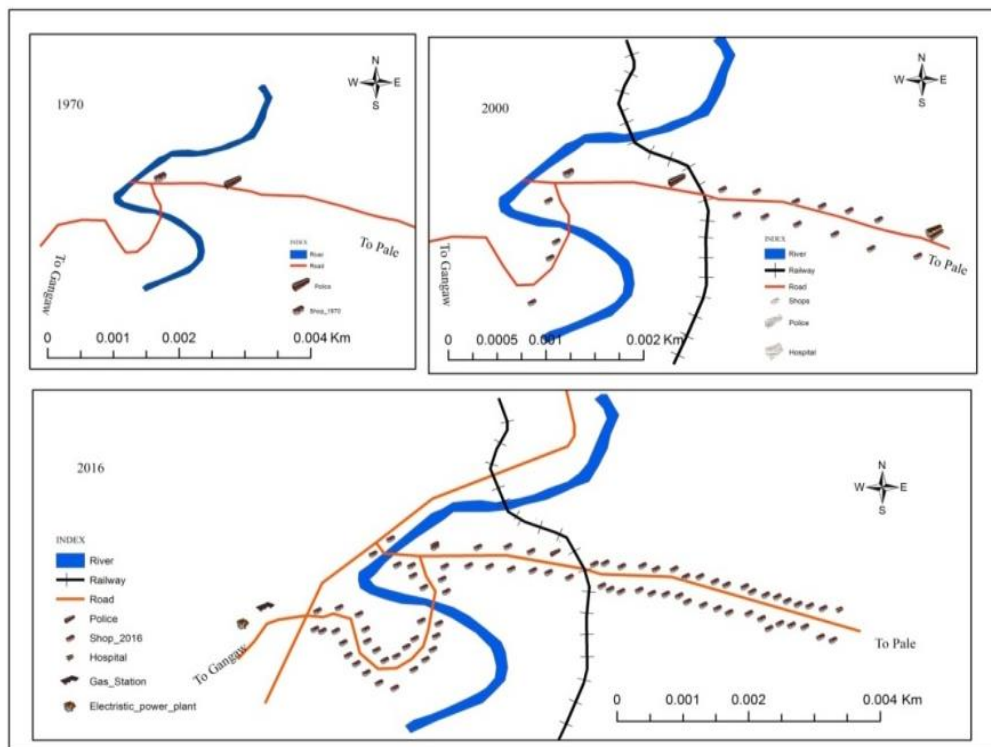 1970
N
W E
S
To Gangaw
To Pale
INDEX
River
Road
Police
Shop_1970
0 0.001 0.002 0.004 Km
2000
N
W E
S
To Gangaw
To Pale
INDEX
River
Railway
Road
Shops
Police
Hospital
0 0.0005 0.001 0.002 Km
2016
N
W E
S
INDEX
River
Railway
Road
Police
Shop_2016
Hospital
Gas_Station
Electristic_power_plant
To Gangaw
To Pale
0 0.001 0.002 0.004 Km